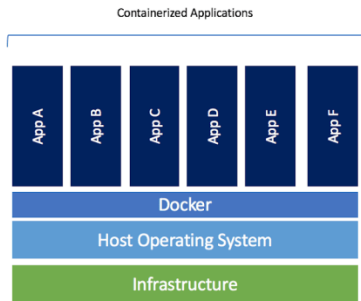 Containerized Applications
App A
App B
App C
App D
App E
App F
Docker
Host Operating System
Infrastructure